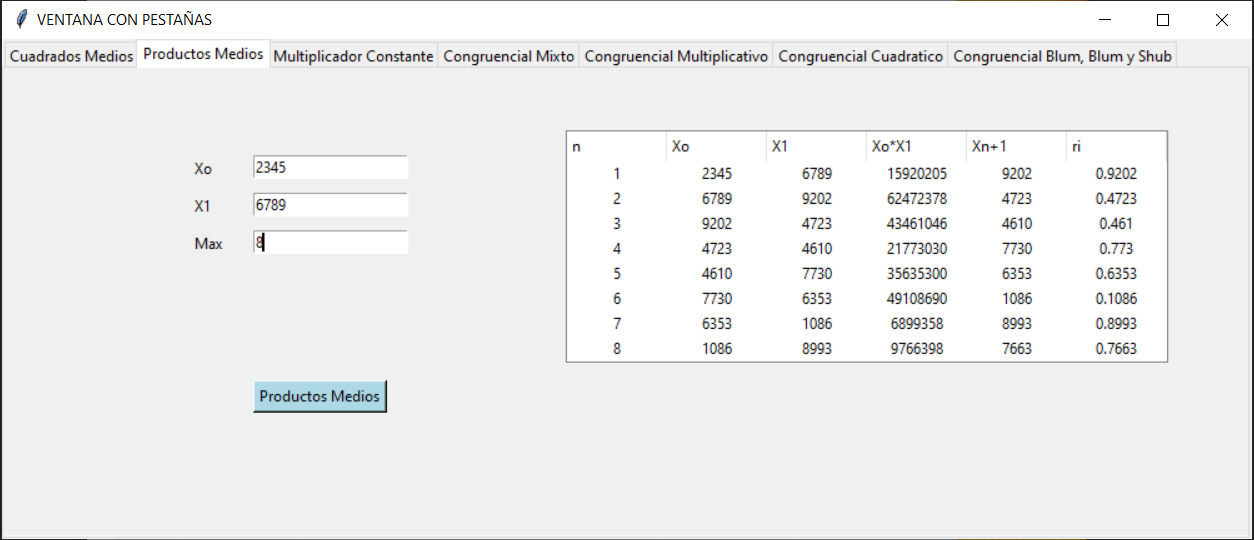 VENTANA CON PESTAÑAS
Cuadrados Medios Productos Medios Multiplicador Constante Congruencial Mixto Congruencial Multiplicativo Congruencial Cuadratico Congruencial Blum, Blum y Shub
Xo 2345
X1 6789
Max 8
Productos Medios
n Xo X1 Xo*X1 Xn+1 ri
1 2345 6789 15920205 9202 0.9202
2 6789 9202 62472378 4723 0.4723
3 9202 4723 43461046 4610 0.461
4 4723 4610 21773030 7730 0.773
5 4610 7730 35635300 6353 0.6353
6 7730 6353 49108690 1086 0.1086
7 6353 1086 6899358 8993 0.8993
8 1086 8993 9766398 7663 0.7663